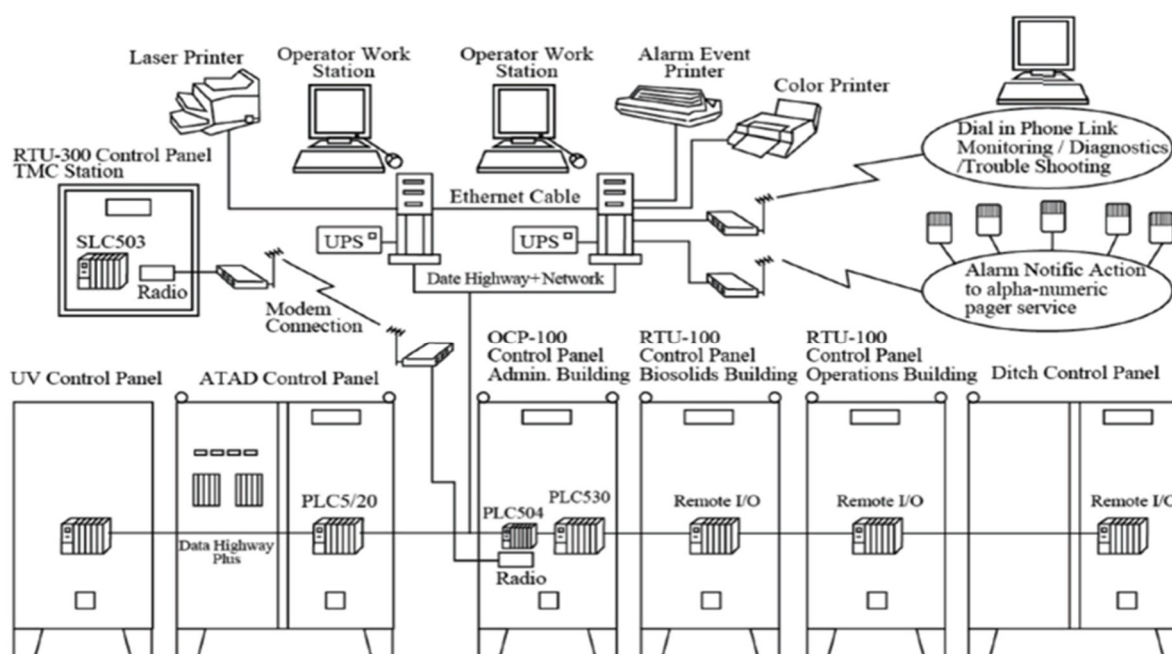 Laser Printer
Operator Work
Station
Operator Work
Station
Alarm Event
Printer
Color Printer
Dial in Phone Link
Monitoring / Diagnostics
/Trouble Shooting
RTU-300 Control Panel
TMC Station
SLC503
Radio
Ethernet Cable
UPS
UPS
Date Highway+Network
Modem
Connection
Alarm Notific Action
to alpha-numeric
pager service
UV Control Panel
ATAD Control Panel
OCP-100
Control Panel
Admin. Building
RTU-100
Control Panel
Biosolids Building
RTU-100
Control Panel
Operations Building
Ditch Control Panel
Data Highway
Plus
PLC5/20
PLC504
PLC530
Radio
Remote I/O
Remote I/O
Remote I/O